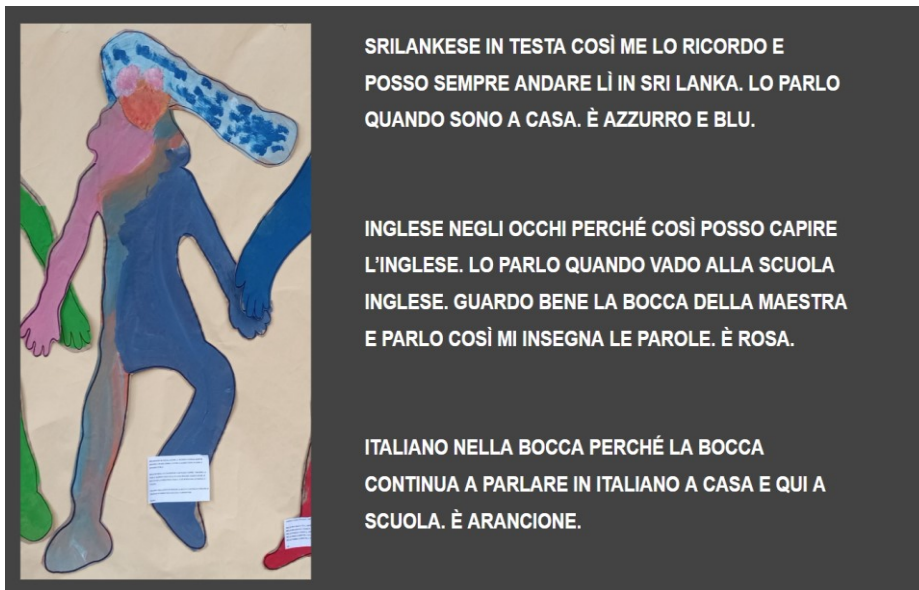 SRILANKESE IN TESTA COSÌ ME LO RICORDO E
POSSO SEMPRE ANDARE LÌ IN SRI LANKA. LO PARLO
QUANDO SONO A CASA. È AZZURRO E BLU.
INGLESE NEGLI OCCHI PERCHÉ COSÌ POSSO CAPIRE
L’INGLESE. LO PARLO QUANDO VADO ALLA SCUOLA
INGLESE. GUARDO BENE LA BOCCA DELLA MAESTRA
E PARLO COSÌ MI INSEGNA LE PAROLE. È ROSA.
ITALIANO NELLA BOCCA PERCHÉ LA BOCCA
CONTINUA A PARLARE IN ITALIANO A CASA E QUI A
SCUOLA. È ARANCIONE.